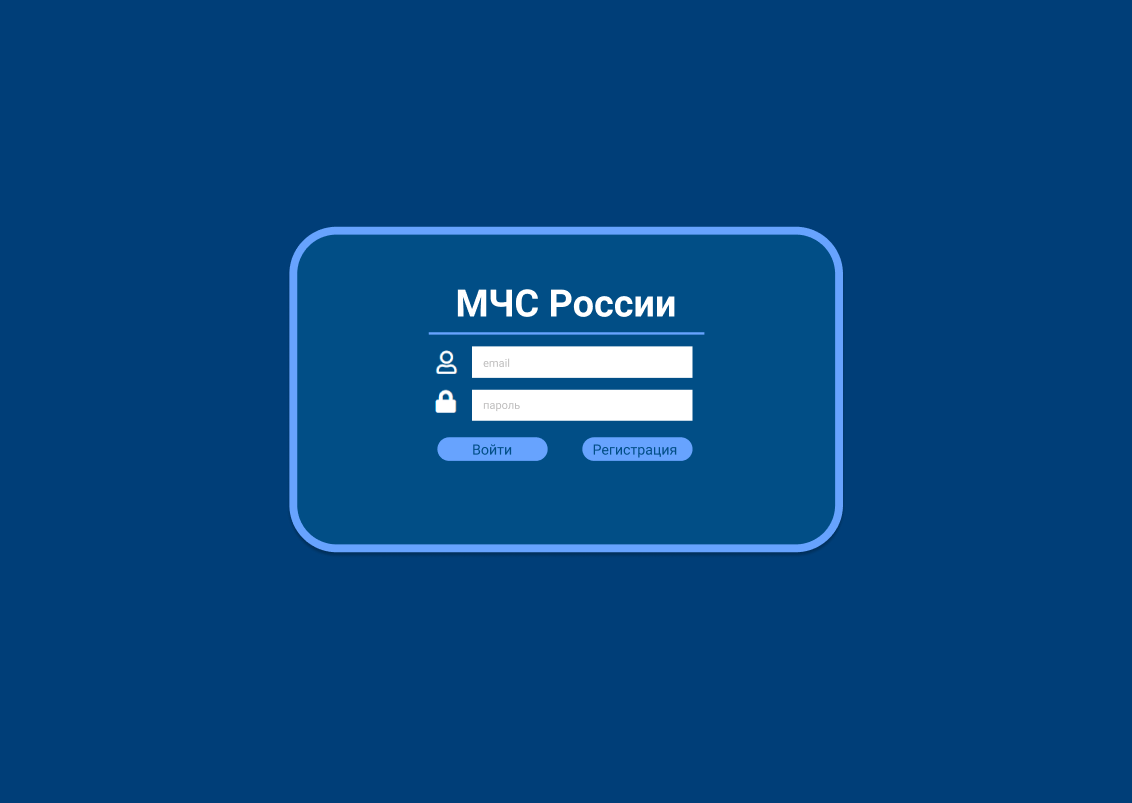 МЧС России
email
пароль
Войти
Регистрация